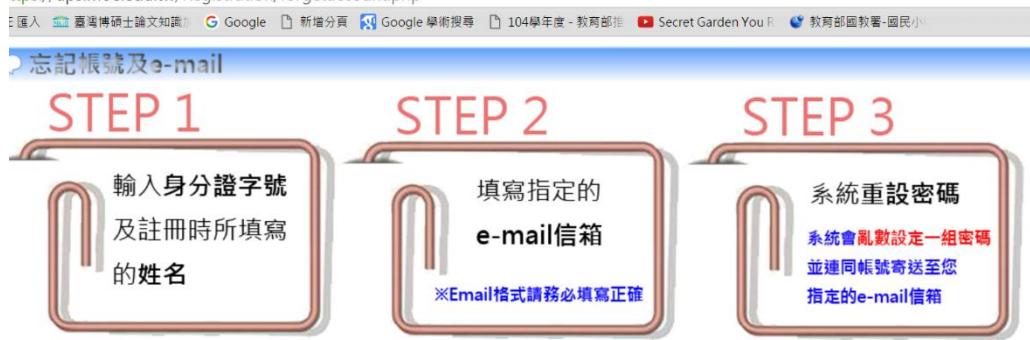 匯入 臺灣博碩士論文知識 Google 新增分頁 Google 學術搜尋 104學年度 - 教育部 Secret Garden You 教育部國教署-國民小
忘記帳號及e-mail
STEP 1
輸入身分證字號
及註冊時所填寫
的姓名
STEP 2
填寫指定的
e-mail信箱
※Email格式請務必填寫正確
STEP 3
系統重設密碼
系統會亂數設定一組密碼
並連同帳號寄送至您
指定的e-mail信箱